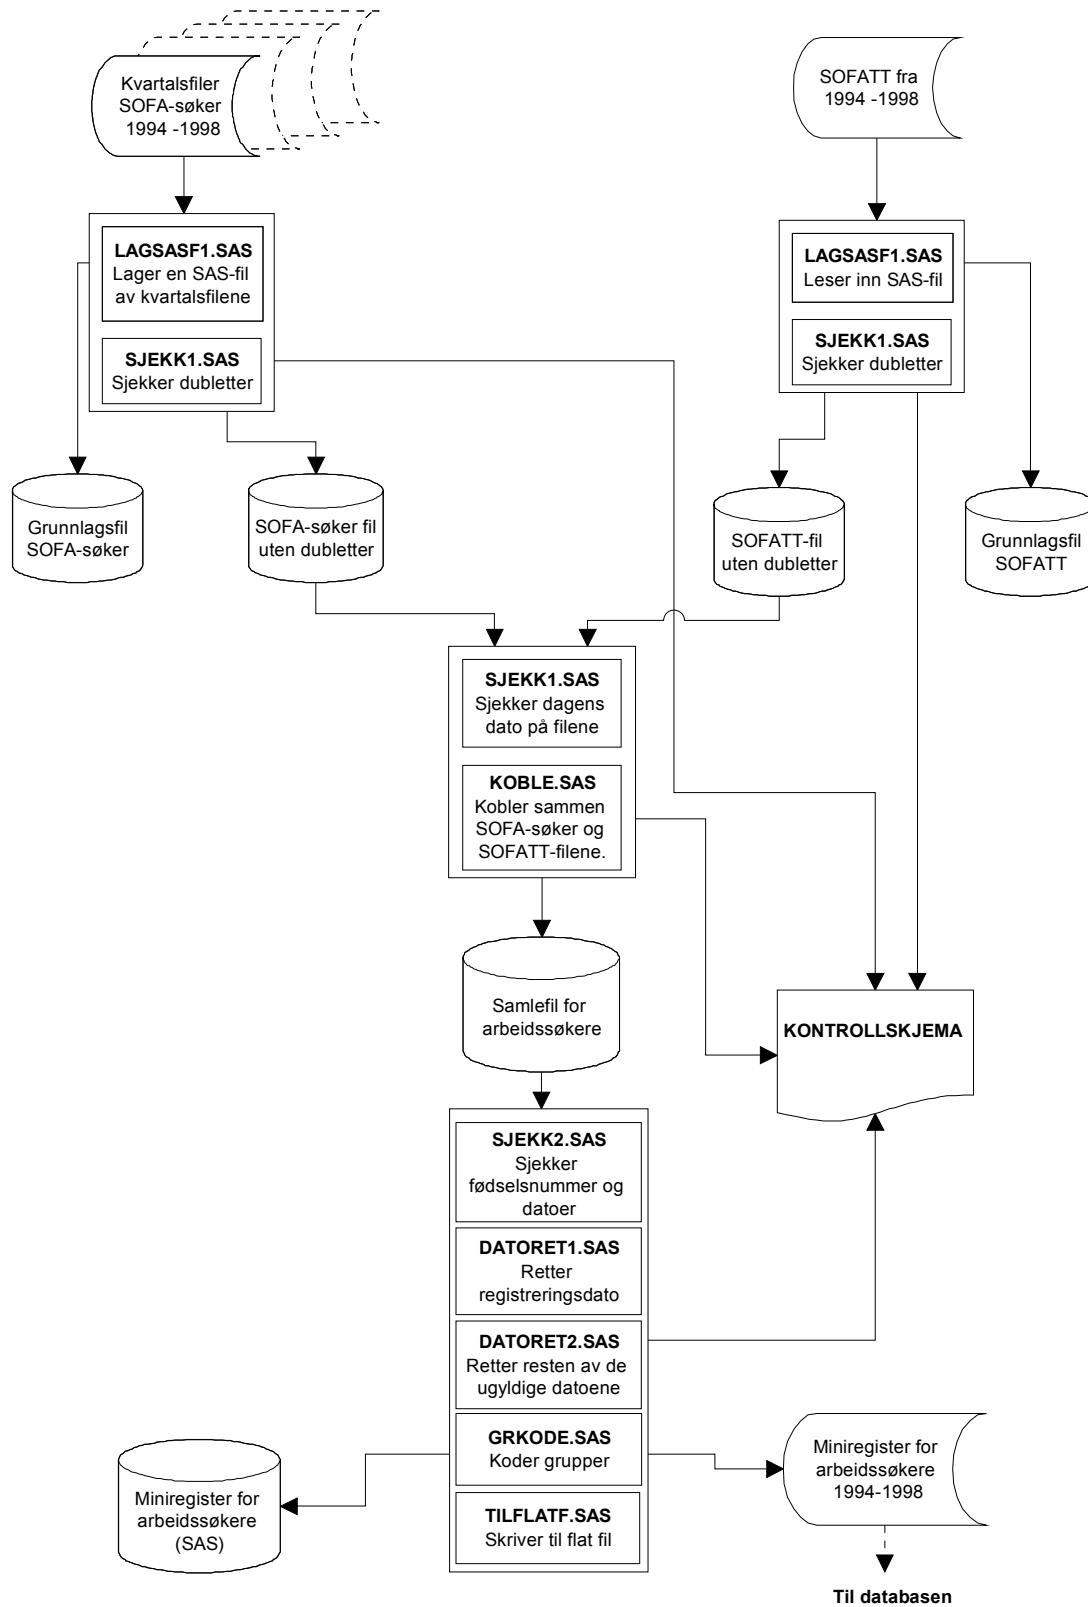 Kvartalsfiler
SOFA-søker
1994 -1998
SOFATT fra
1994 -1998
LAGSASF1.SAS
Lager en SAS-fil
av kvartalsfilene
SJEKK1.SAS
Sjekker dubletter
LAGSASF1.SAS
Leser inn SAS-fil
SJEKK1.SAS
Sjekker dubletter
Grunnlagsfil
SOFA-søker
SOFA-søker fil
uten dubletter
SOFATT-fil
uten dubletter
Grunnlagsfil
SOFATT
SJEKK1.SAS
Sjekker dagens
dato på filene
KOBLE.SAS
Kobler sammen
SOFA-søker og
SOFATT-filene.
Samlefil for
arbeidssøkere
KONTROLLSKJEMA
SJEKK2.SAS
Sjekker
fødselsnummer og
datoer
DATORET1.SAS
Retter
registreringsdato
DATORET2.SAS
Retter resten av de
ugyldige datoene
GRKODE.SAS
Koder grupper
TILFLATF.SAS
Skriver til flat fil
Miniregister for
arbeidssøkere
(SAS)
Miniregister for
arbeidssøkere
1994-1998
Til databasen